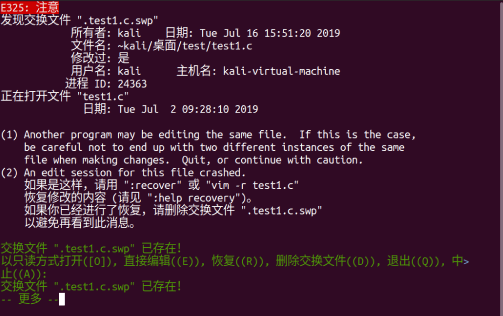 E325: 注意
发现交换文件 ".test1.c.swp"
所有者: kali    日期: Tue Jul 16 15:51:20 2019
文件名: ~kali/桌面/test/test1.c
修改过: 是
用户名: kali      主机名: kali-virtual-machine
进程 ID: 24363
正在打开文件 "test1.c"
日期: Tue Jul  2 09:28:10 2019
(1) Another program may be editing the same file.  If this is the case,
be careful not to end up with two different instances of the same
file when making changes.  Quit, or continue with caution.
(2) An edit session for this file crashed.
如果是这样，请用 ":recover" 或 "vim -r test1.c"
恢复修改的内容 (请见 ":help recovery")。
如果你已经进行了恢复，请删除交换文件 ".test1.c.swp"
以避免再看到此消息。
交换文件 ".test1.c.swp" 已存在！
以只读方式打开([O]), 直接编辑((E)), 恢复((R)), 删除交换文件((D)), 退出((Q)), 中>
止((A)):
交换文件 ".test1.c.swp" 已存在！
-- 更多 --